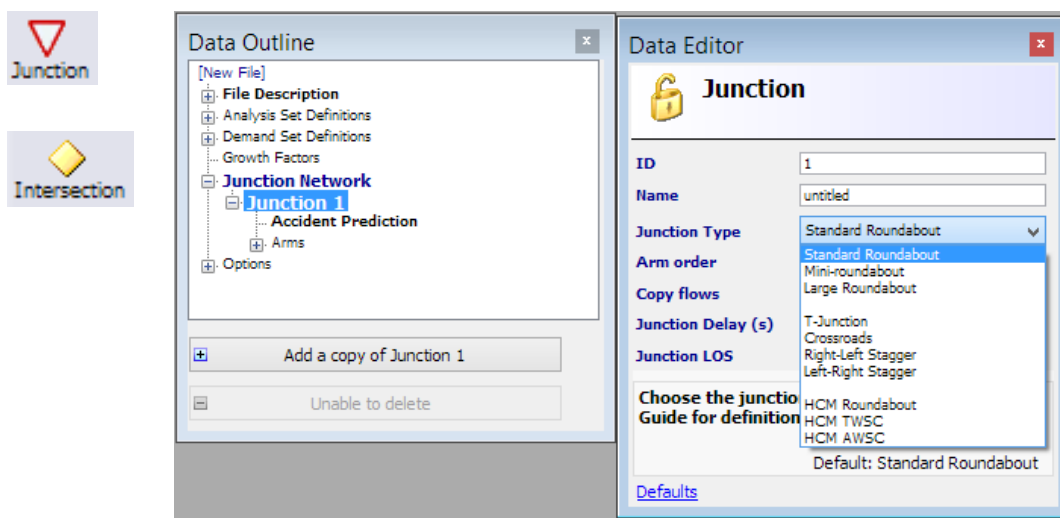 Junction
Intersection
Data Outline
x
[New File]
File Description
Analysis Set Definitions
Demand Set Definitions
Growth Factors
Junction Network
Junction 1
Accident Prediction
Arms
Options
Add a copy of Junction 1
Unable to delete
Data Editor
x
Junction
ID 1
Name untitled
Junction Type Standard Roundabout
Arm order
Copy flows
Junction Delay (s)
Junction LOS
Standard Roundabout
Mini-roundabout
Large Roundabout
T-Junction
Crossroads
Right-Left Stagger
Left-Right Stagger
HCM Roundabout
HCM TWSC
HCM AWSC
Choose the junctio
Guide for definition
Default: Standard Roundabout
Defaults